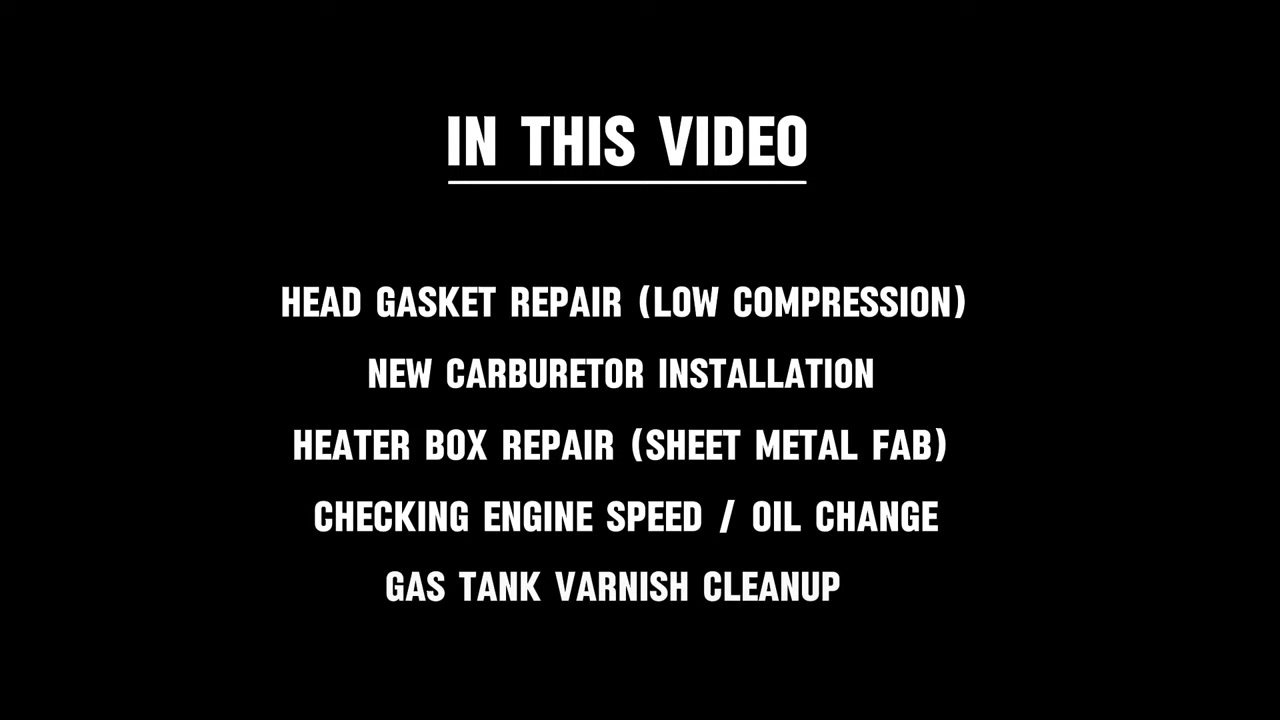 IN THIS VIDEO
HEAD GASKET REPAIR (LOW COMPRESSION)
NEW CARBURETOR INSTALLATION
HEATER BOX REPAIR (SHEET METAL FAB)
CHECKING ENGINE SPEED / OIL CHANGE
GAS TANK VARNISH CLEANUP